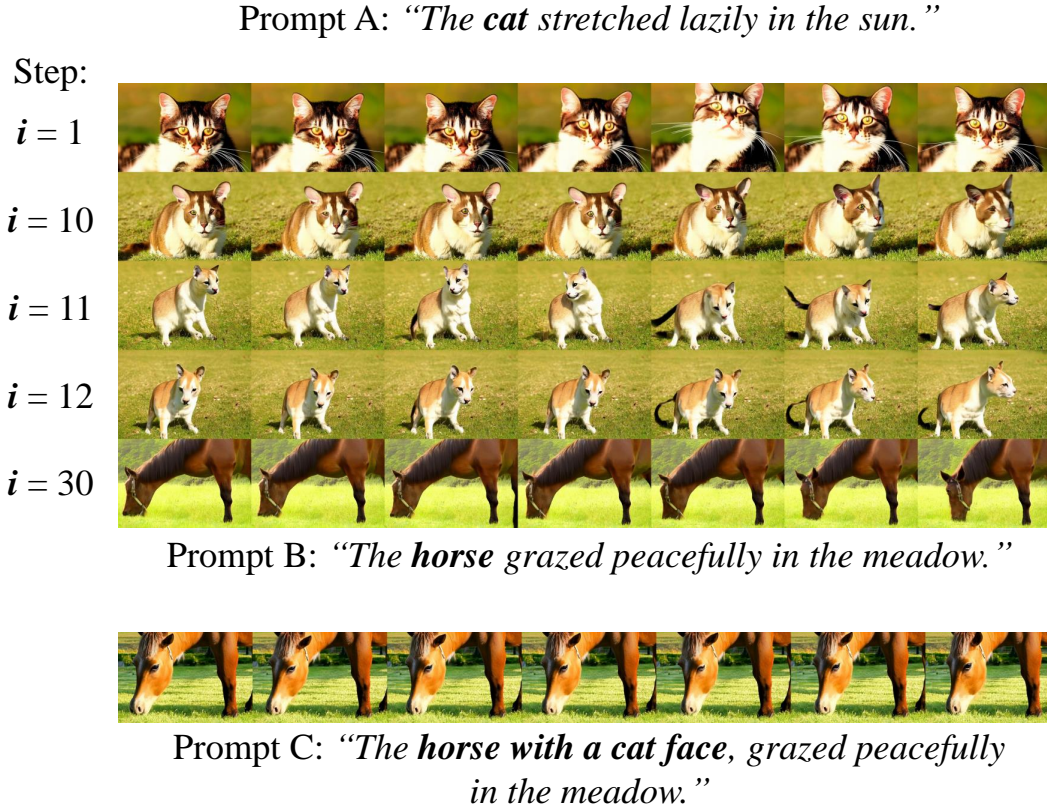 Prompt A: “The cat stretched lazily in the sun.”
Step:
i = 1
i = 10
i = 11
i = 12
i = 30
Prompt B: “The horse grazed peacefully in the meadow.”
Prompt C: “The horse with a cat face, grazed peacefully
in the meadow.”